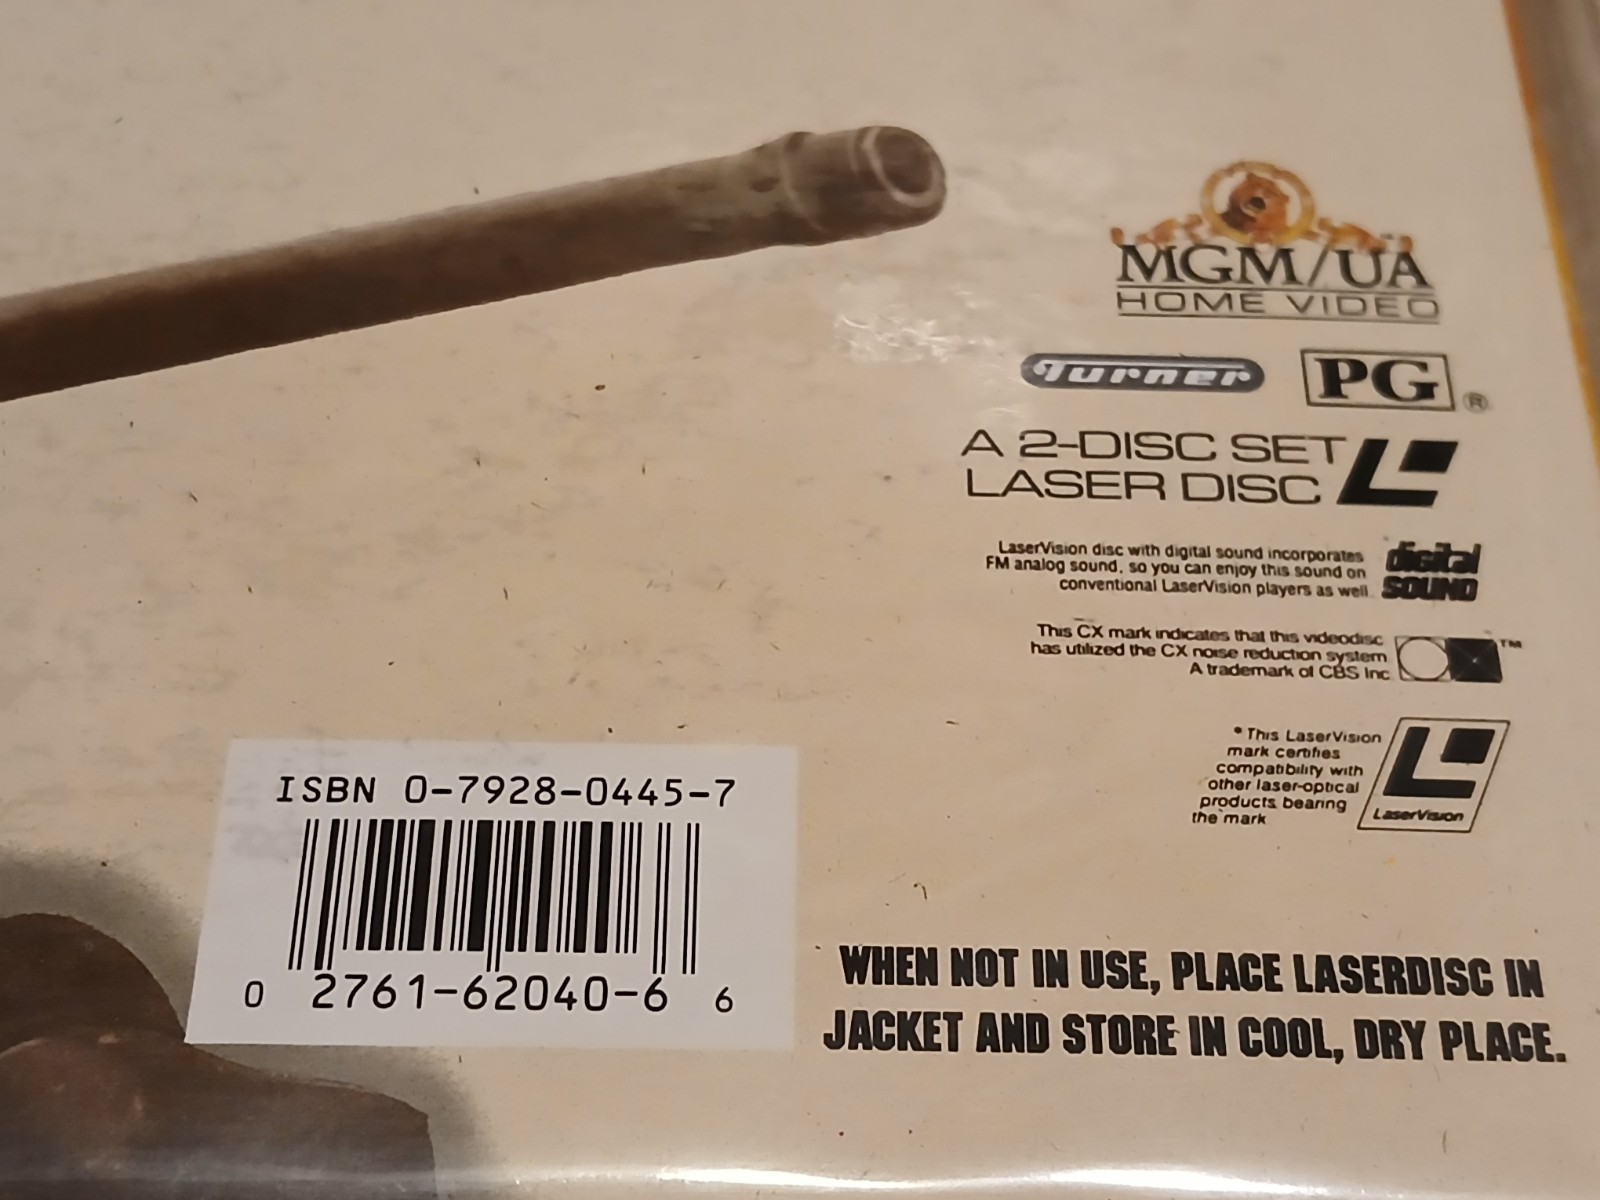 MGM/UA
HOME VIDEO
Turner PG ®
A 2-DISC SET
LASER DISC
LaserVision disc with digital sound incorporates
FM analog sound, so you can enjoy this sound on
conventional LaserVision players as well.
digital
SOUND
This CX mark indicates that this videodisc
has utilized the CX noise reduction system
A trademark of CBS Inc
TM
* This LaserVision
mark certifies
compatibility with
other laser-optical
products bearing
the mark
LaserVision
ISBN 0-7928-0445-7
0 2761-62040-6 6
WHEN NOT IN USE, PLACE LASERDISC IN
JACKET AND STORE IN COOL, DRY PLACE.